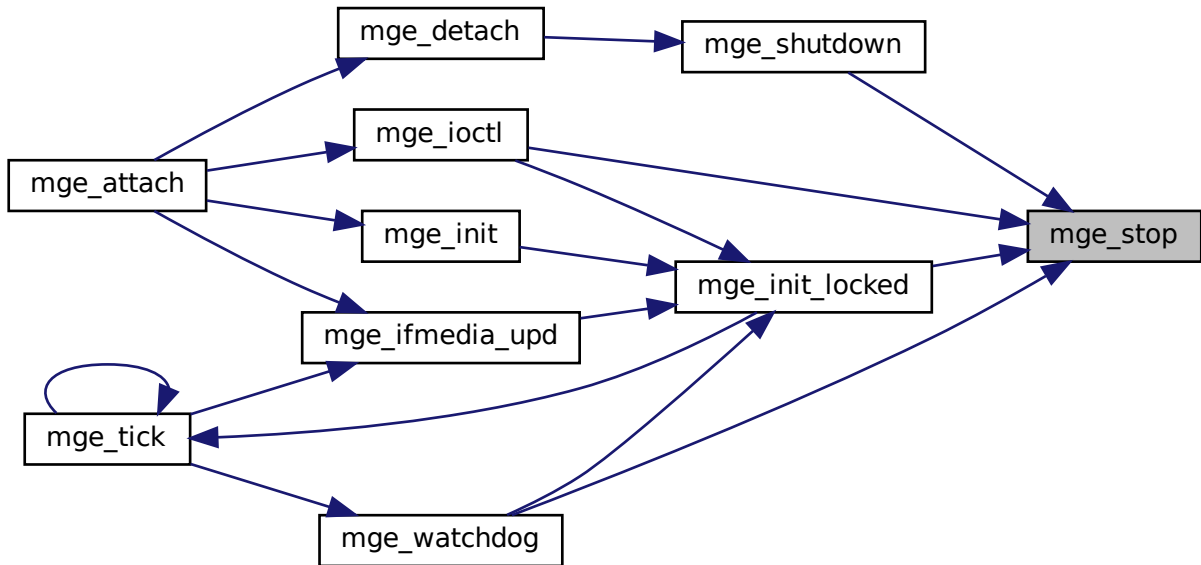 mge_detach
mge_shutdown
mge_ioctl
mge_attach
mge_init
mge_stop
mge_init_locked
mge_ifmedia_upd
mge_tick
mge_watchdog